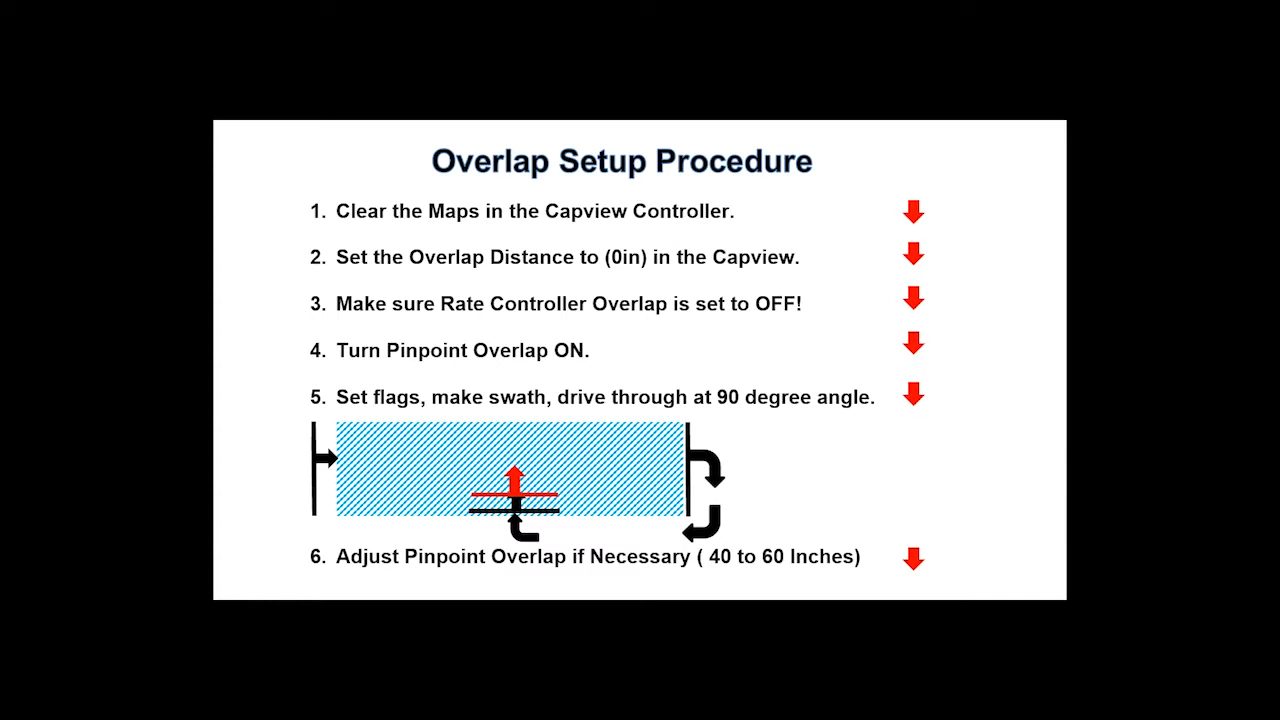 Overlap Setup Procedure
1. Clear the Maps in the Capview Controller.
2. Set the Overlap Distance to (0in) in the Capview.
3. Make sure Rate Controller Overlap is set to OFF!
4. Turn Pinpoint Overlap ON.
5. Set flags, make swath, drive through at 90 degree angle.
6. Adjust Pinpoint Overlap if Necessary ( 40 to 60 Inches)